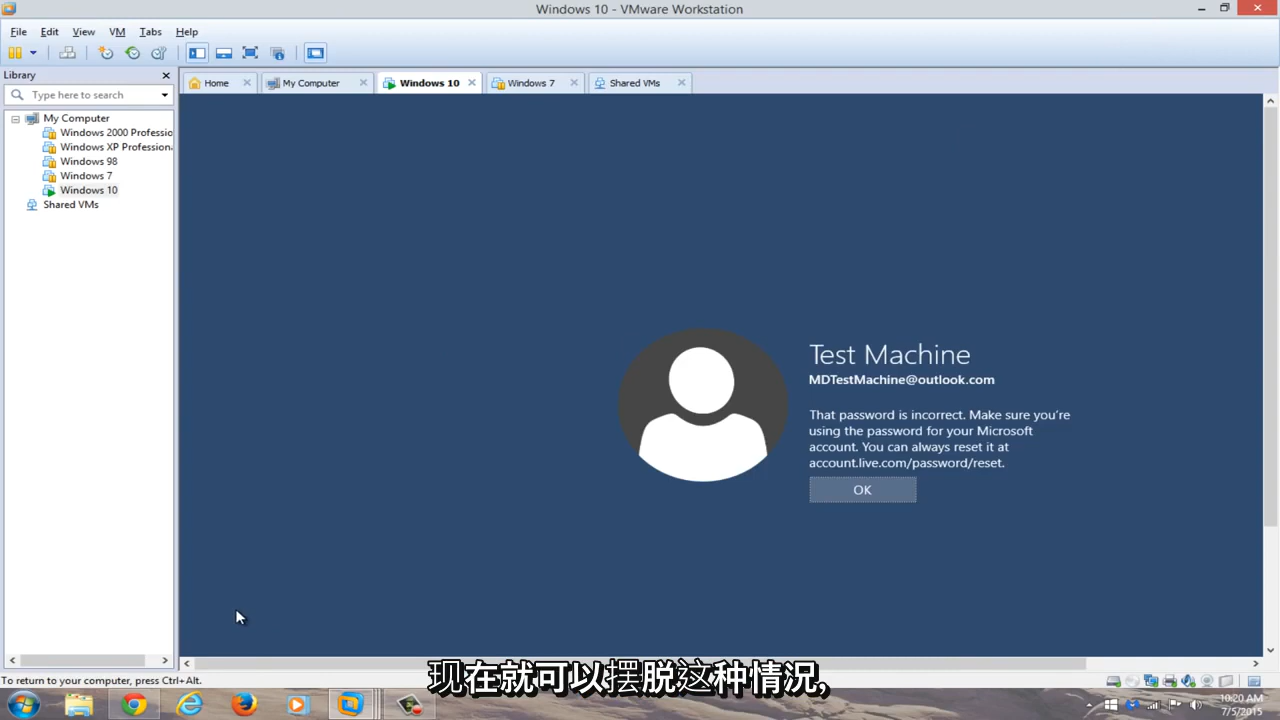 Windows 10 - VMware Workstation
File Edit View VM Tabs Help
Library
Type here to search
Home
My Computer
Windows 10
Windows 7
Shared VMs
My Computer
Windows 2000 Professio
Windows XP Professiona
Windows 98
Windows 7
Windows 10
Shared VMs
Test Machine
MDTestMachine@outlook.com
That password is incorrect. Make sure you're
using the password for your Microsoft
account. You can always reset it at
account.live.com/password/reset.
OK
现在就可以摆脱这种情况,
To return to your computer, press Ctrl+Alt.
10:20 AM
7/5/2015